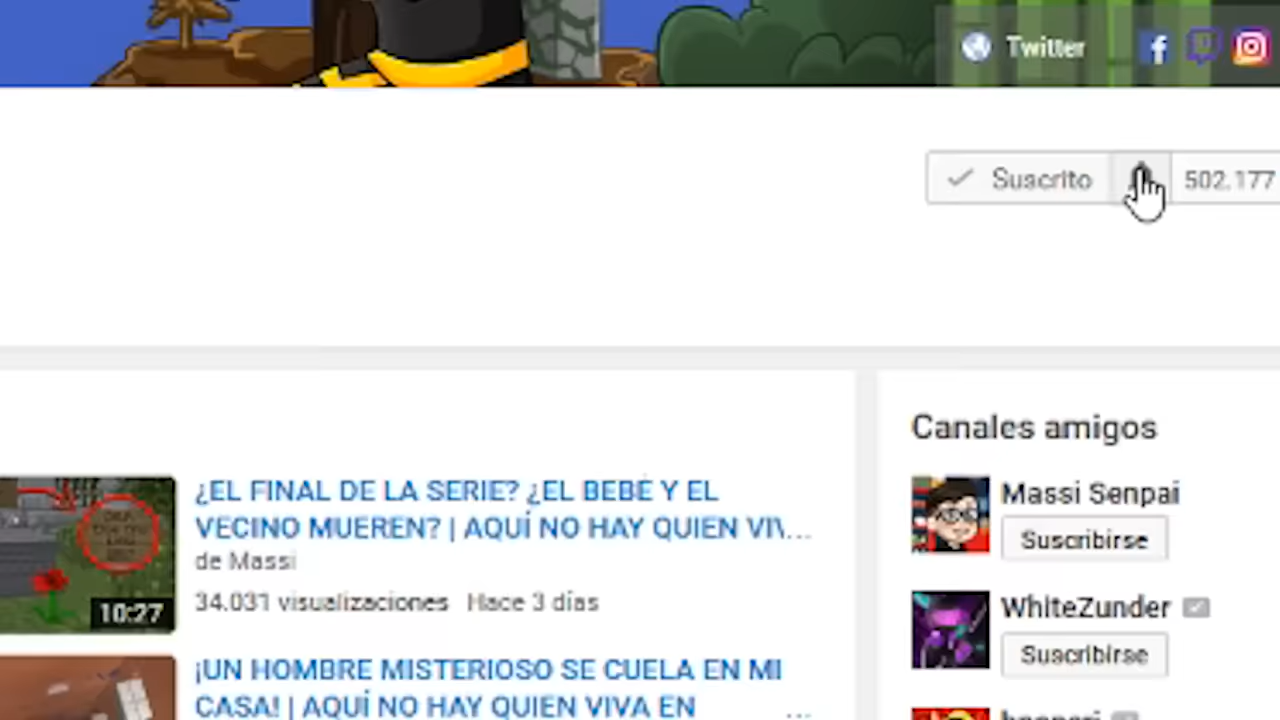 Twitter
Suscrito
502.177
Canales amigos
¿EL FINAL DE LA SERIE? ¿EL BEBÉ Y EL
VECINO MUEREN? | AQUÍ NO HAY QUIEN VIV...
de Massi
34.031 visualizaciones Hace 3 días
10:27
¡UN HOMBRE MISTERIOSO SE CUELA EN MI
CASA! | AQUÍ NO HAY QUIEN VIVA EN ...
Massi Senpai
Suscribirse
WhiteZunder
Suscribirse